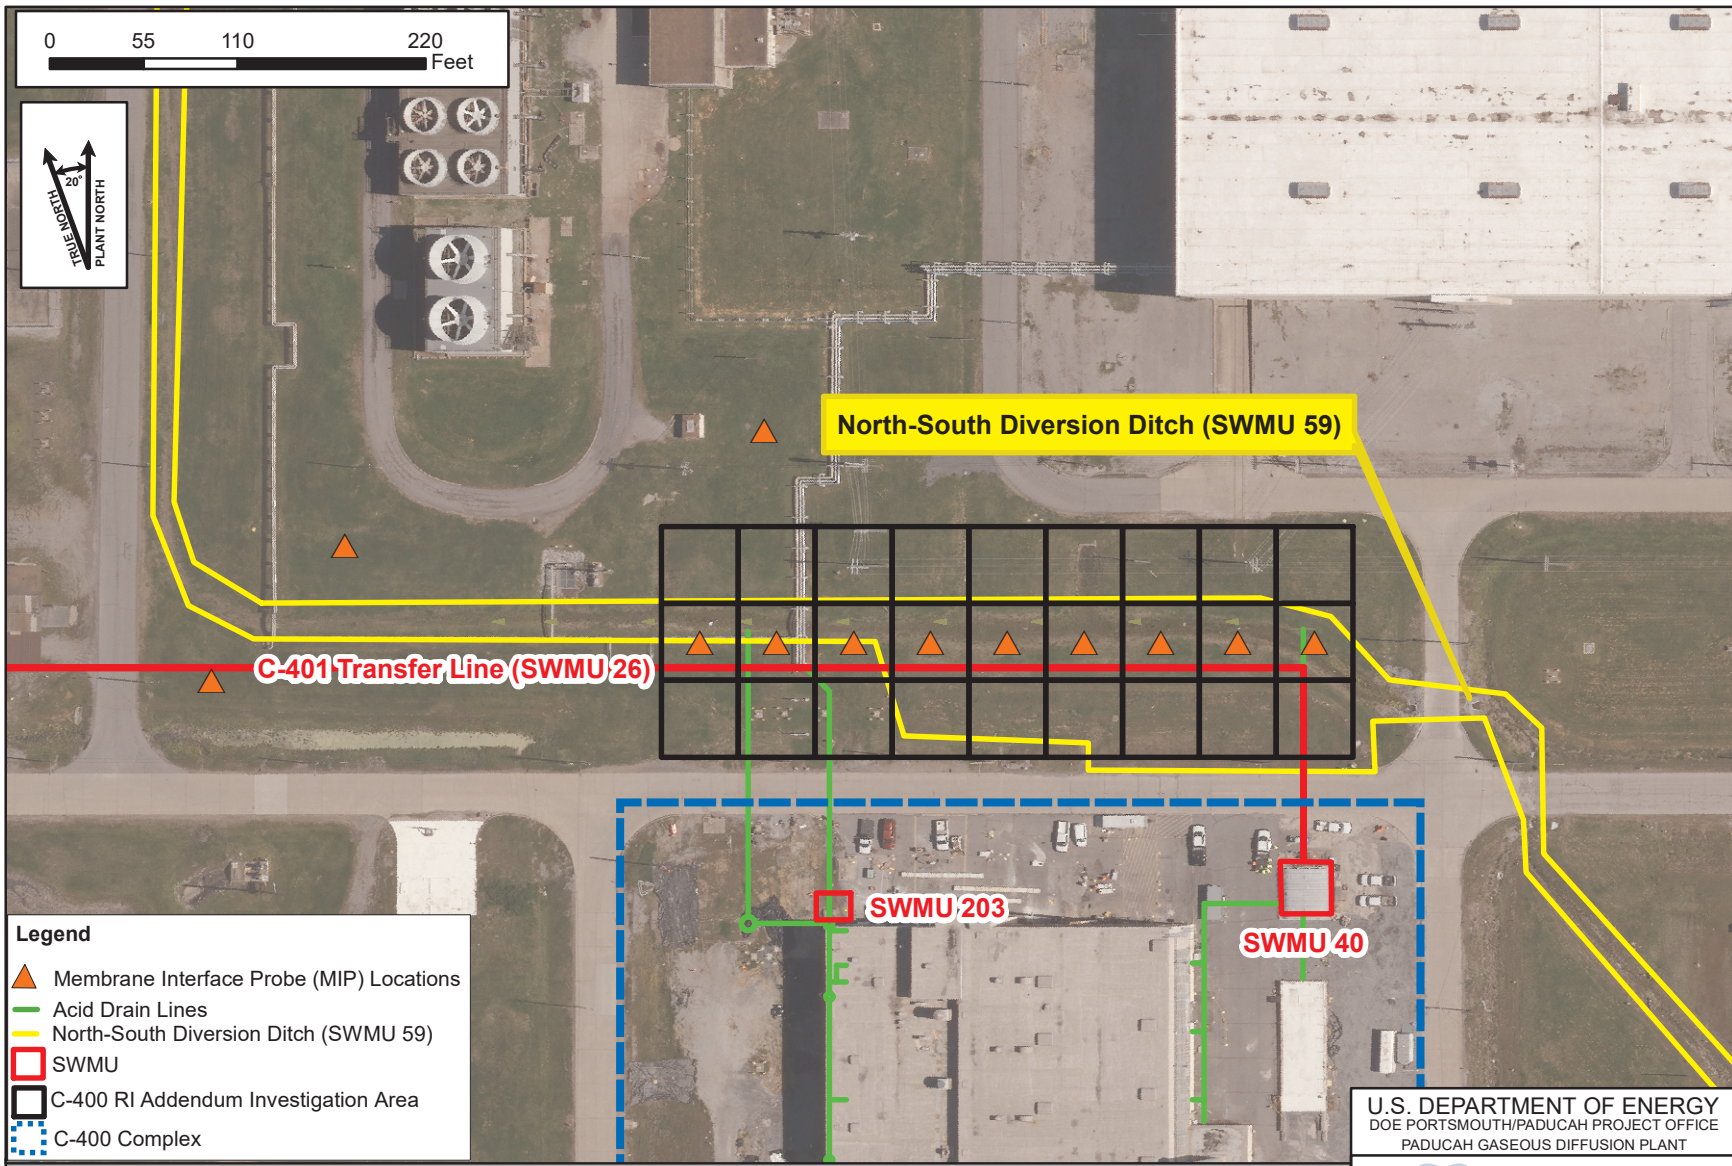 0 55 110 220
Feet
20°
TRUE NORTH
PLANT NORTH
North-South Diversion Ditch (SWMU 59)
C-401 Transfer Line (SWMU 26)
SWMU 203
SWMU 40
Legend
Membrane Interface Probe (MIP) Locations
Acid Drain Lines
North-South Diversion Ditch (SWMU 59)
SWMU
C-400 RI Addendum Investigation Area
C-400 Complex
U.S. DEPARTMENT OF ENERGY
DOE PORTSMOUTH/PADUCAH PROJECT OFFICE
PADUCAH GASEOUS DIFFUSION PLANT